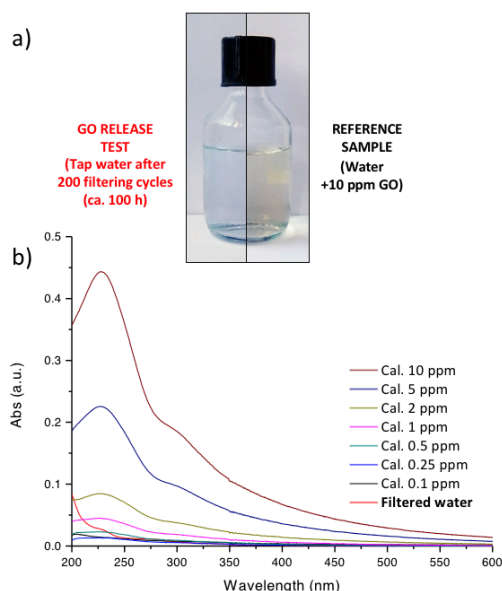 a)
GO RELEASE
TEST
(Tap water after
200 filtering cycles
(ca. 100 h)
REFERENCE
SAMPLE
(Water
+10 ppm GO)
b)
0.5
0.4
0.3
0.2
0.1
0.0
Abs (a.u.)
Cal. 10 ppm
Cal. 5 ppm
Cal. 2 ppm
Cal. 1 ppm
Cal. 0.5 ppm
Cal. 0.25 ppm
Cal. 0.1 ppm
Filtered water
200 250 300 350 400 450 500 550 600
Wavelength (nm)